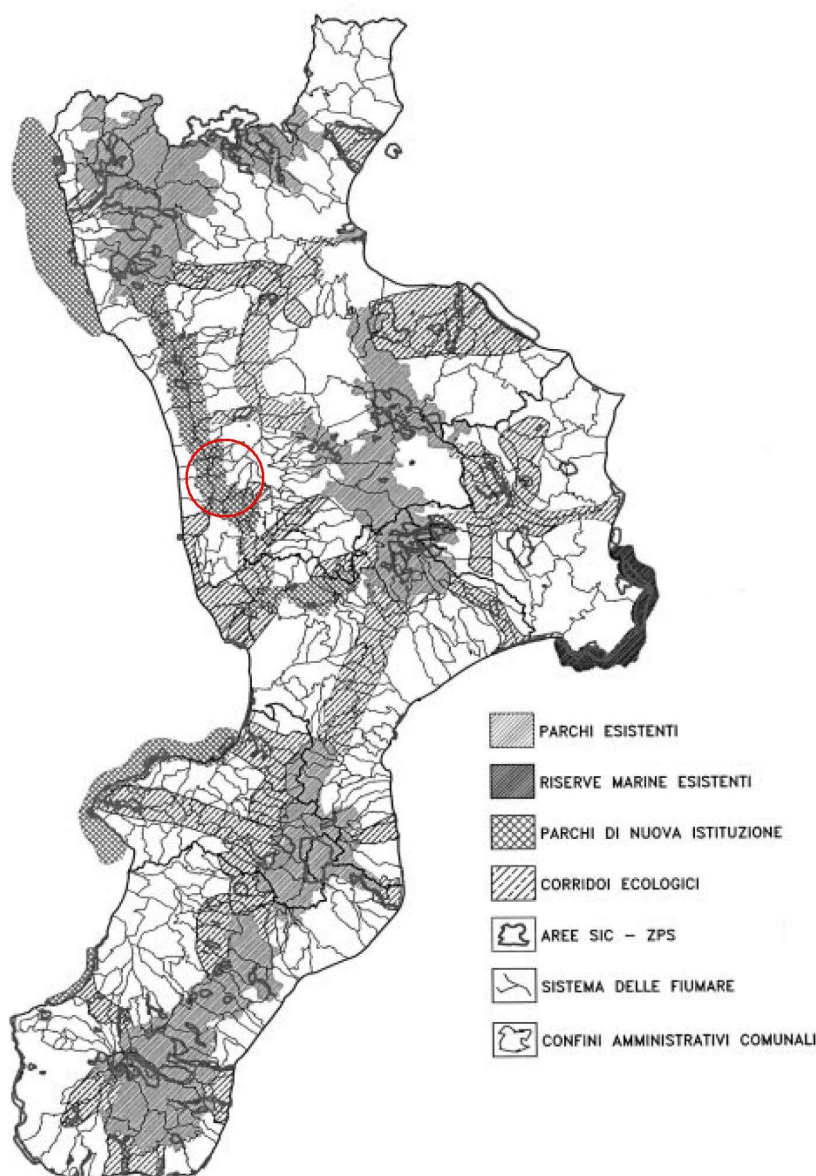 PARCHI ESISTENTI
RISERVE MARINE ESISTENTI
PARCHI DI NUOVA ISTITUZIONE
CORRIDOI ECOLOGICI
AREE SIC - ZPS
SISTEMA DELLE FIUMARE
CONFINI AMMINISTRATIVI COMUNALI